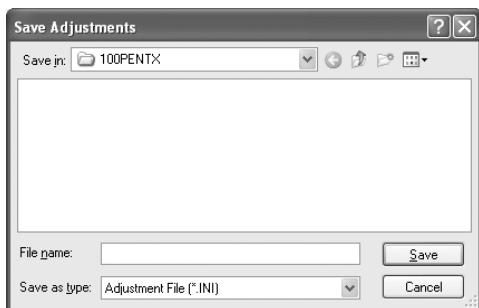 Save Adjustments
Save in: 100PENTX
File name: Save
Save as type: Adjustment File (*.INI) Cancel